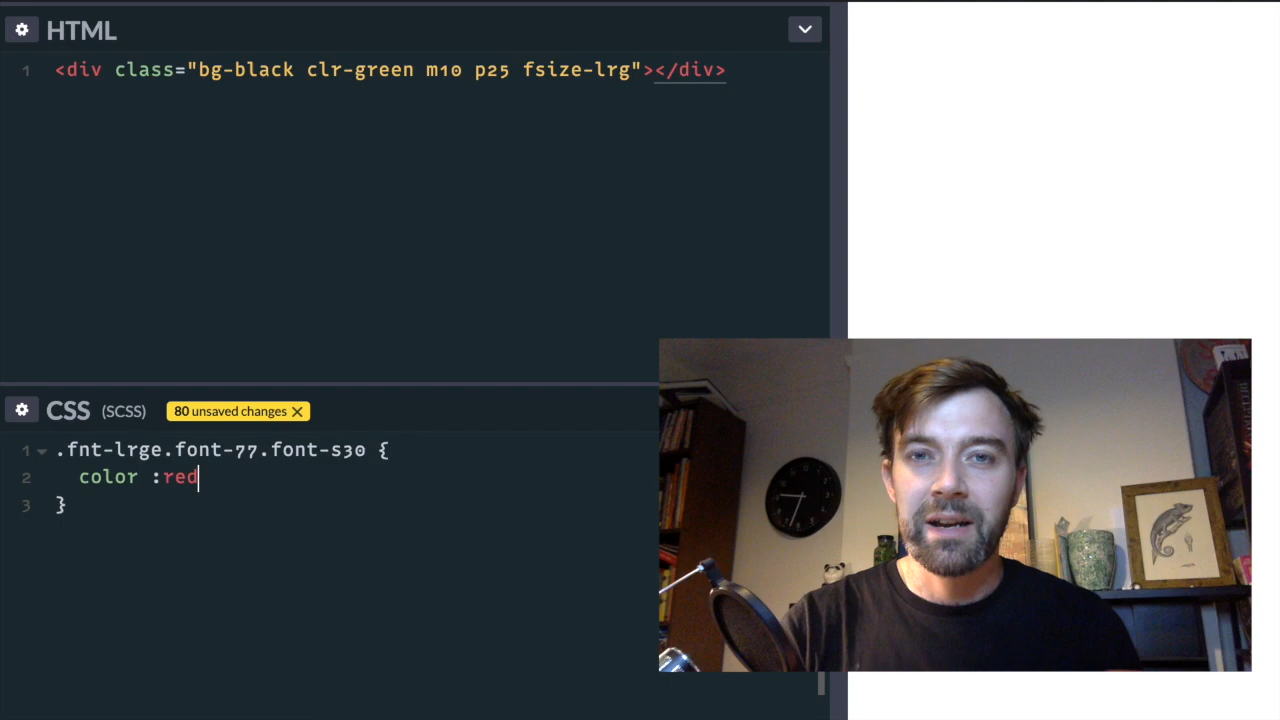 HTML
1 <div class="bg-black clr-green m10 p25 fsize-lrg"></div>
CSS (SCSS) 80 unsaved changes
1 .fnt-lrge.font-77.font-s30 {
2 color :red
3 }